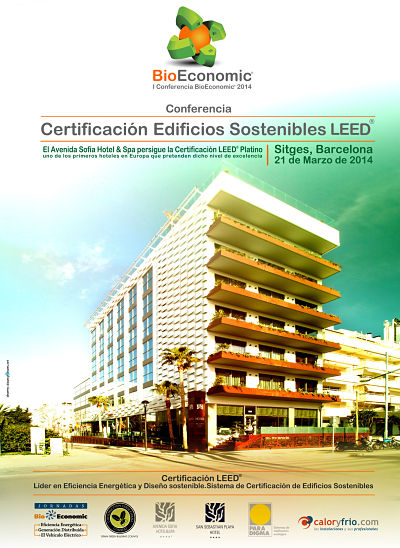 BioEconomic®
I Conferencia BioEconomic® 2014
Conferencia
Certificación Edificios Sostenibles LEED®
El Avenida Sofía Hotel & Spa persigue la Certificación LEED® Platino
uno de los primeros hoteles en Europa que pretenden dicho nivel de excelencia
Sitges, Barcelona
21 de Marzo de 2014
Certificación LEED®
Líder en Eficiencia Energética y Diseño sostenible.Sistema de Certificación de Edificios Sostenibles
JORNADAS
BioEconomic
Eficiencia Energética
Generación Distribuida
El Vehículo Eléctrico
AVENIDA SOFIA
HOTEL & SPA
SAN SEBASTIAN PLAYA
HOTEL
PARA
DIGMA
caloryfrio.com
las instalaciones y sus profesionales